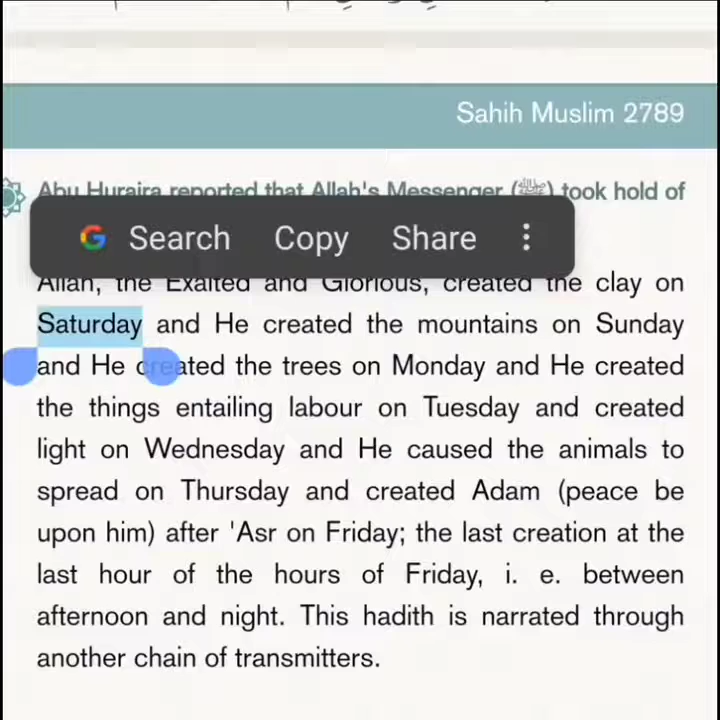 Sahih Muslim 2789
Abu Huraira reported that Allah's Messenger (ﷺ) took hold of
Search Copy Share
Allah, the Exalted and Glorious, created the clay on
Saturday and He created the mountains on Sunday
and He created the trees on Monday and He created
the things entailing labour on Tuesday and created
light on Wednesday and He caused the animals to
spread on Thursday and created Adam (peace be
upon him) after 'Asr on Friday; the last creation at the
last hour of the hours of Friday, i. e. between
afternoon and night. This hadith is narrated through
another chain of transmitters.